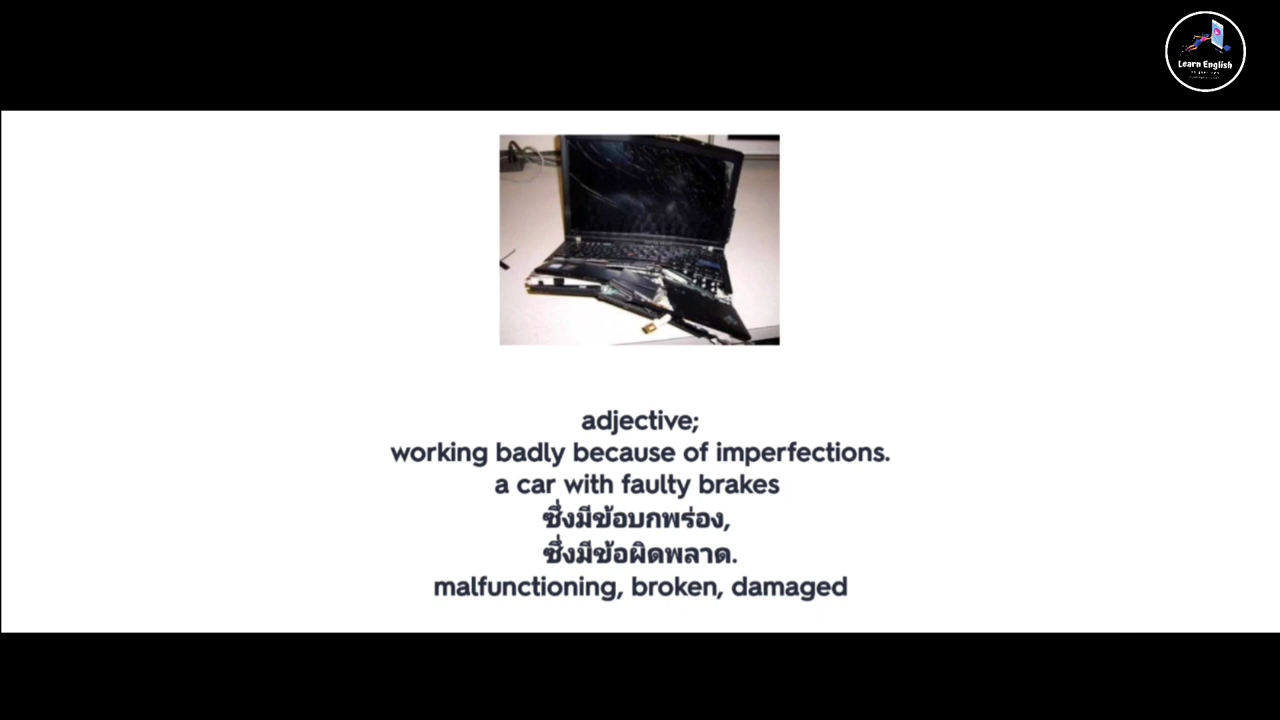 Learn English
adjective;
working badly because of imperfections.
a car with faulty brakes
ซึ่งมีข้อบกพร่อง,
ซึ่งมีข้อผิดพลาด.
malfunctioning, broken, damaged